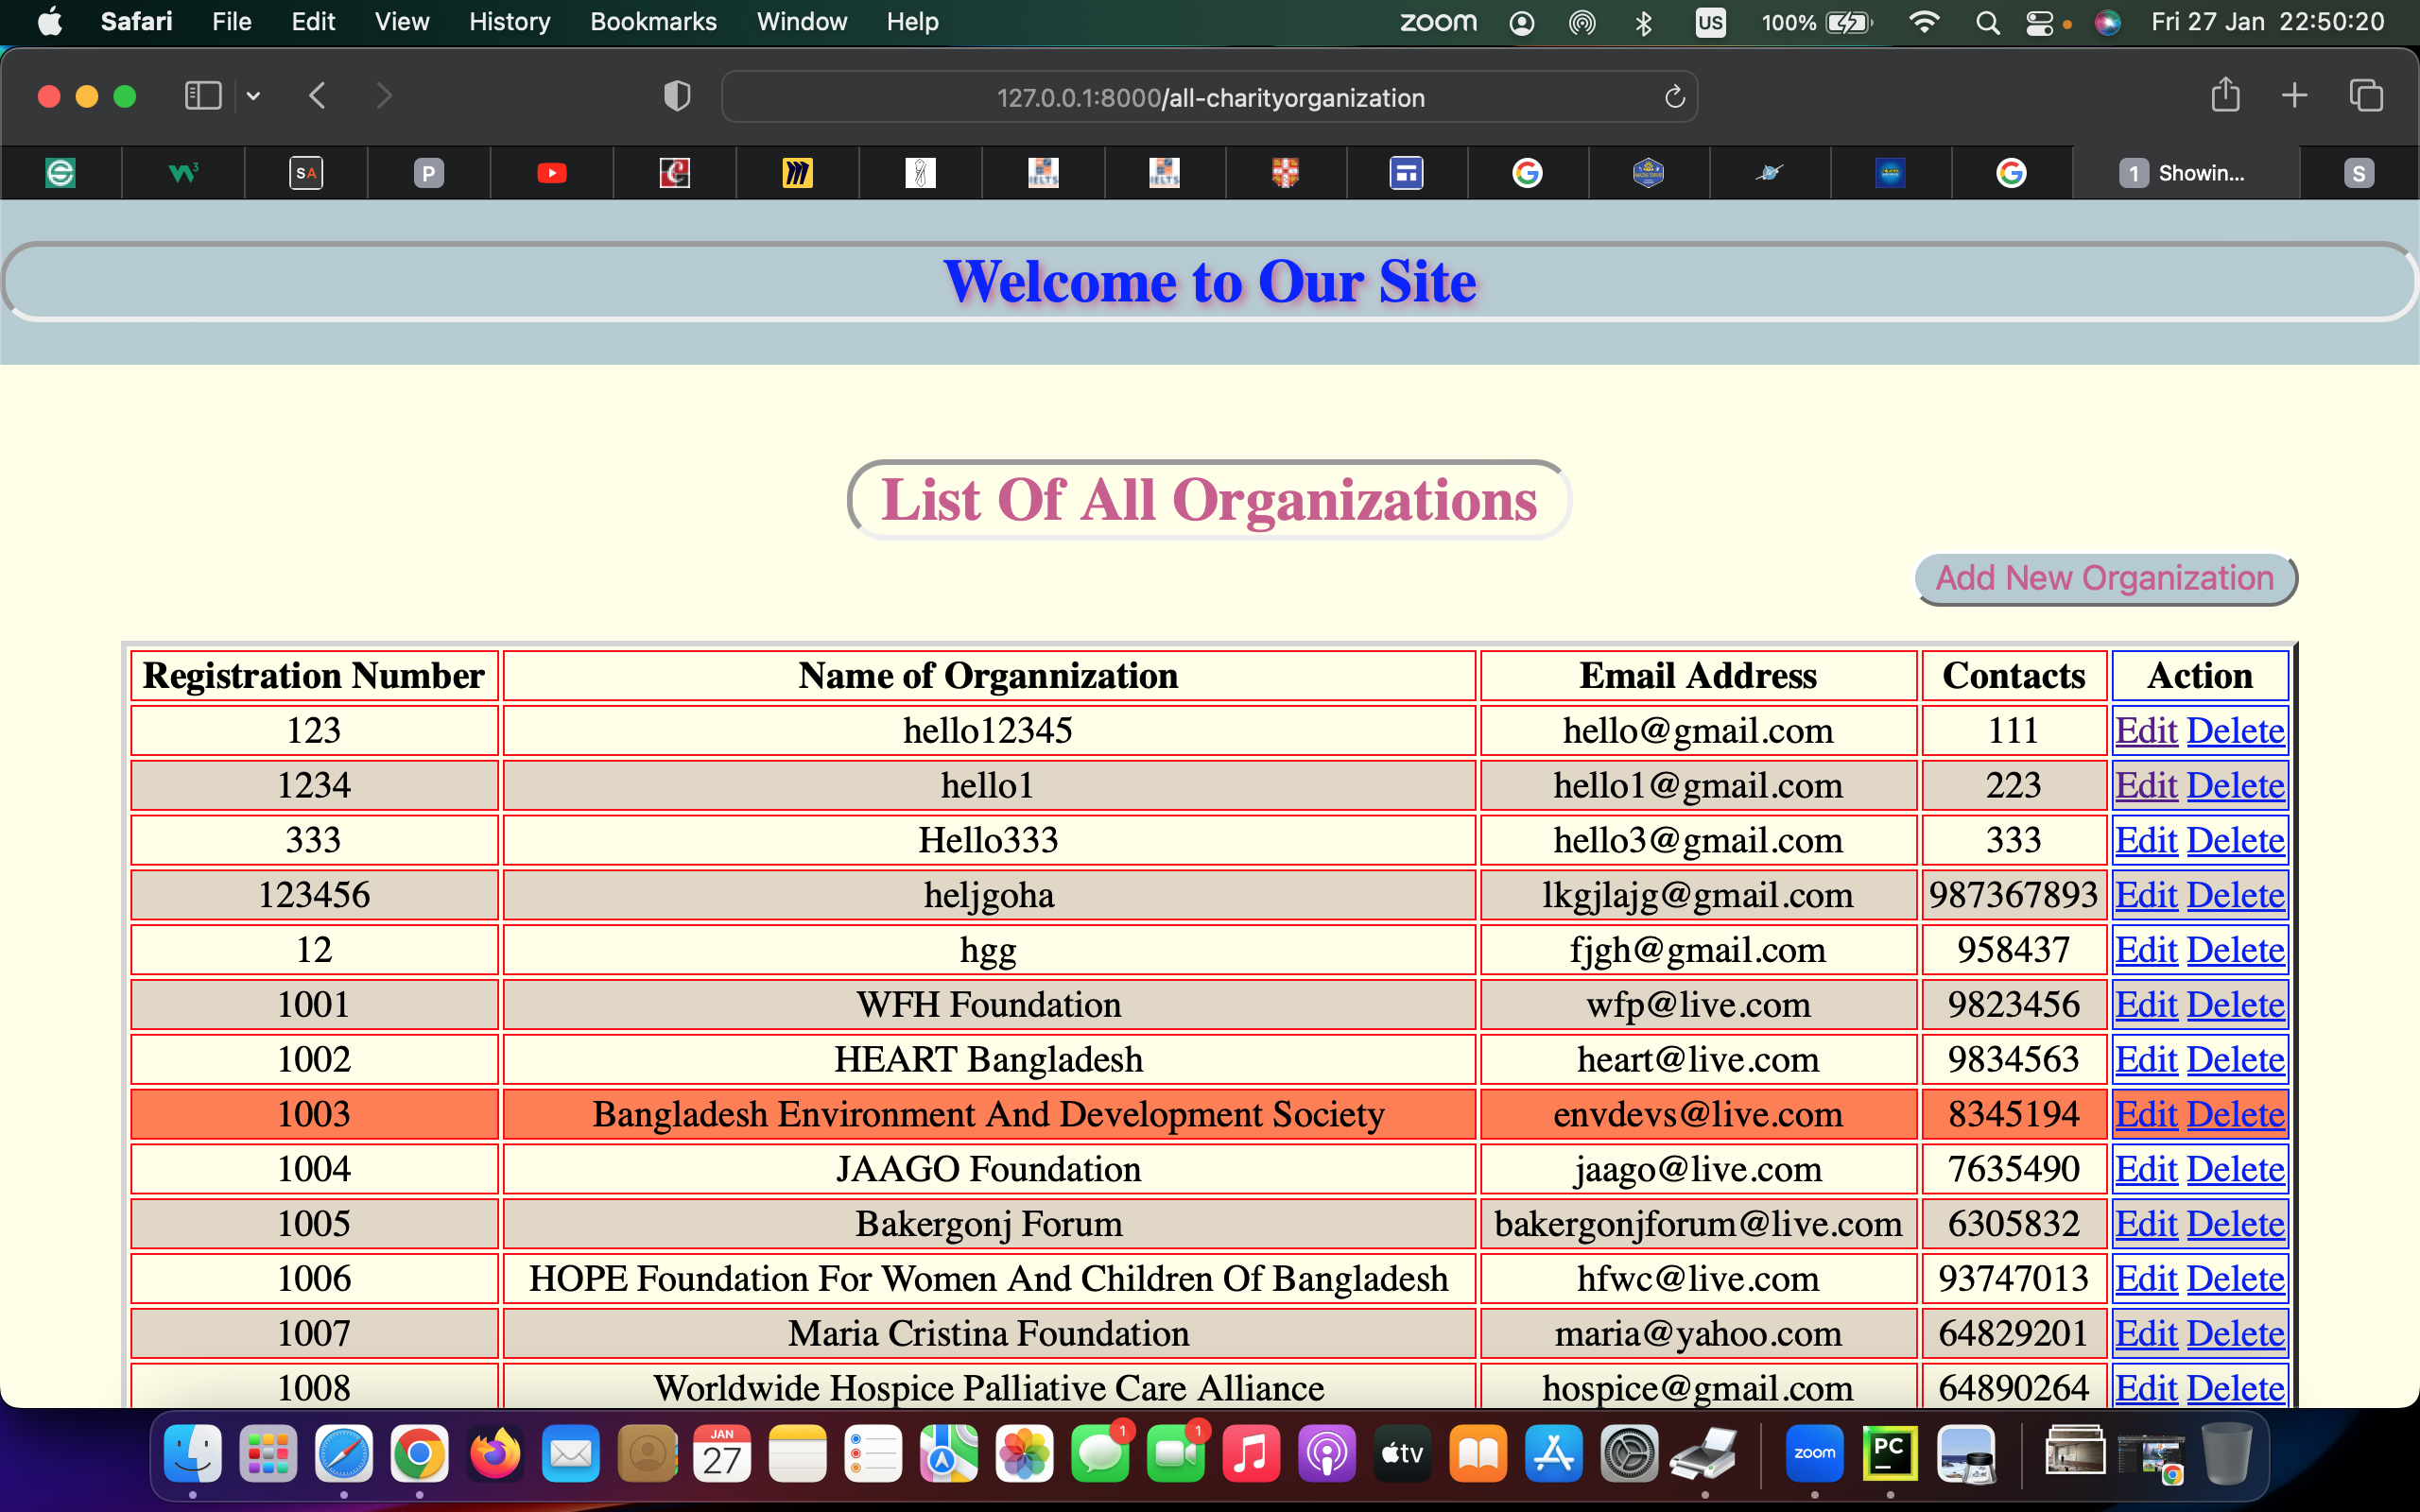 Safari File Edit View History Bookmarks Window Help zoom US 100% Fri 27 Jan 22:50:20
127.0.0.1:8000/all-charityorganization
W3 SA P IELTS IELTS G G 1 Showin... S
Welcome to Our Site
List Of All Organizations
Add New Organization
Registration Number Name of Organnization Email Address Contacts Action
123 hello12345 hello@gmail.com 111 Edit Delete
1234 hello1 hello1@gmail.com 223 Edit Delete
333 Hello333 hello3@gmail.com 333 Edit Delete
123456 heljgoha lkgjlajg@gmail.com 987367893 Edit Delete
12 hgg fjgh@gmail.com 958437 Edit Delete
1001 WFH Foundation wfp@live.com 9823456 Edit Delete
1002 HEART Bangladesh heart@live.com 9834563 Edit Delete
1003 Bangladesh Environment And Development Society envdevs@live.com 8345194 Edit Delete
1004 JAAGO Foundation jaago@live.com 7635490 Edit Delete
1005 Bakergonj Forum bakergonjforum@live.com 6305832 Edit Delete
1006 HOPE Foundation For Women And Children Of Bangladesh hfwc@live.com 93747013 Edit Delete
1007 Maria Cristina Foundation maria@yahoo.com 64829201 Edit Delete
1008 Worldwide Hospice Palliative Care Alliance hospice@gmail.com 64890264 Edit Delete
JAN 27 1 1 tv zoom PC